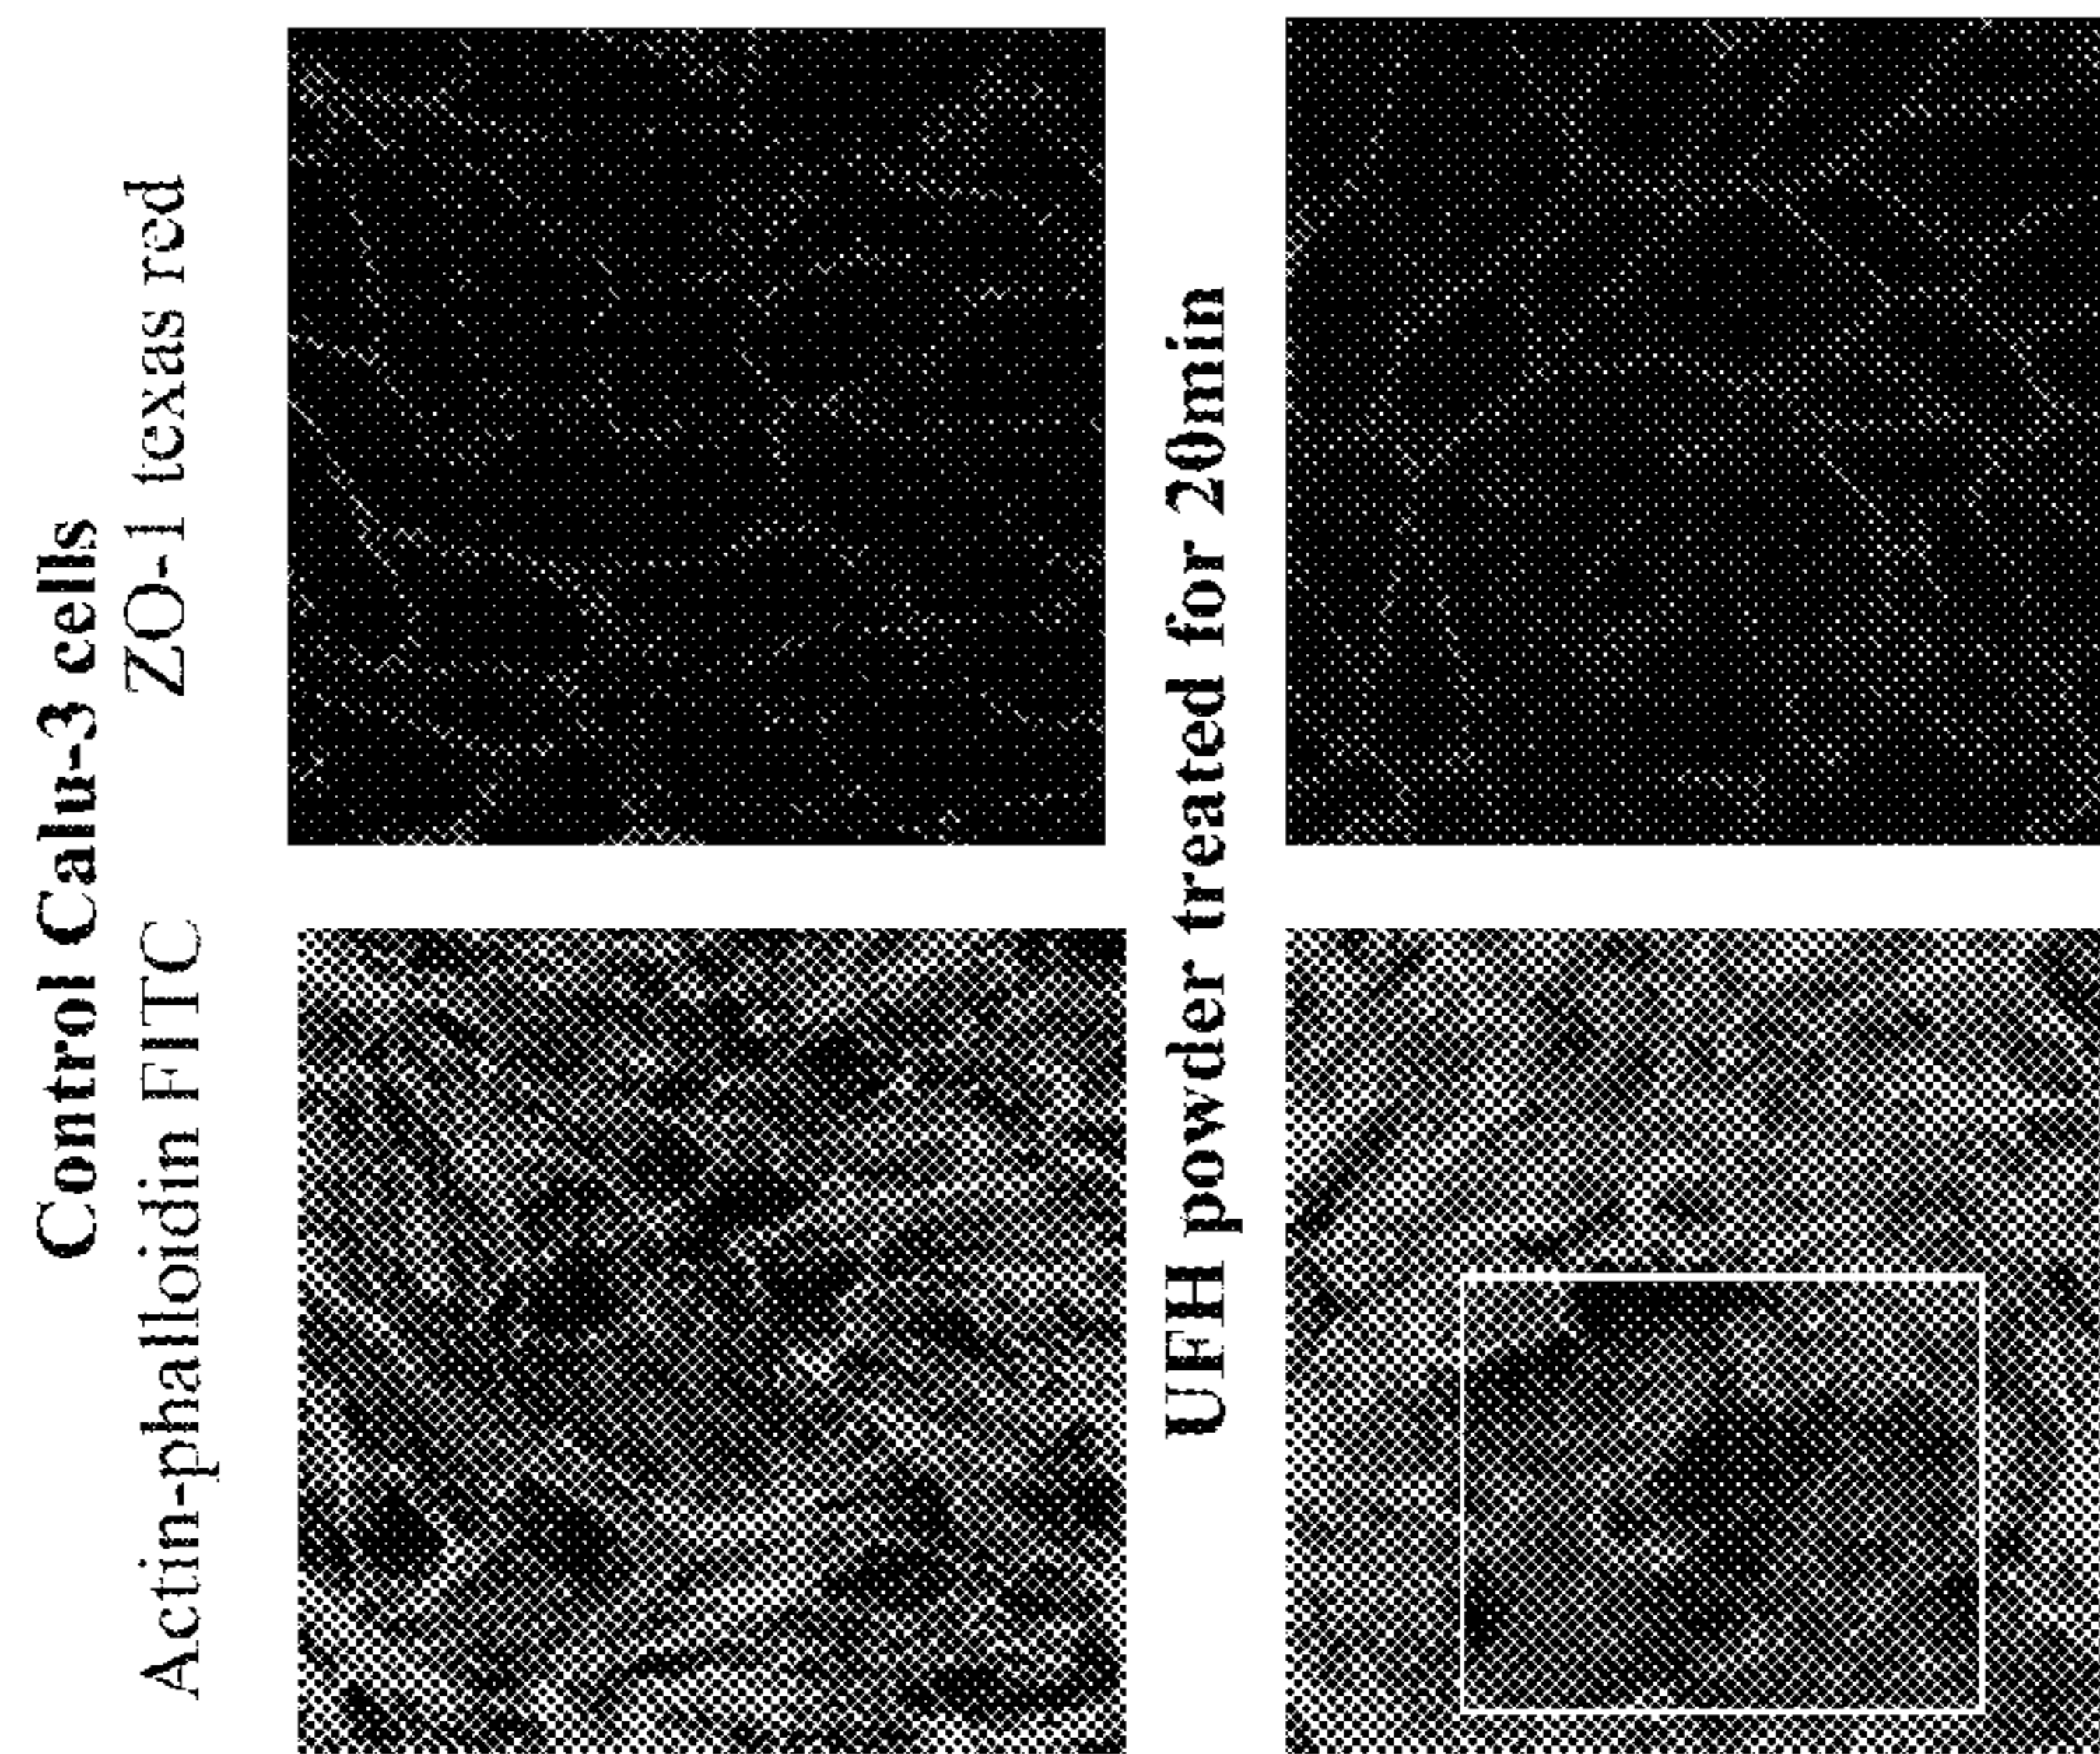 Control Calu-3 cells
Actin-phalloidin FITC ZO-1 texas red
UFH powder treated for 20min